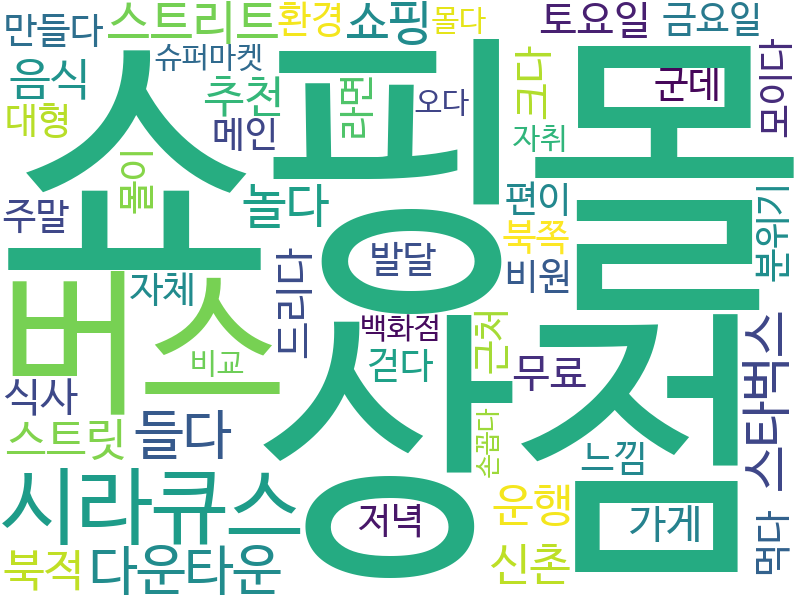 만들다
스트리트
환경
쇼핑
몰다
토요일
금요일
슈퍼마켓
음식
쇼핑몰
군데
모이다
크다
대형
추천
라면
오다
메인
자취
몰이
주말
놀다
편이
분위기
북쪽
발달
비원
자체
드리다
버스
상점
백화점
근처
비교
걷다
무료
스타벅스
식사
스트릿
들다
손꼽다
느낌
시라큐스
저녁
운행
가게
먹다
북적
다운타운
신촌